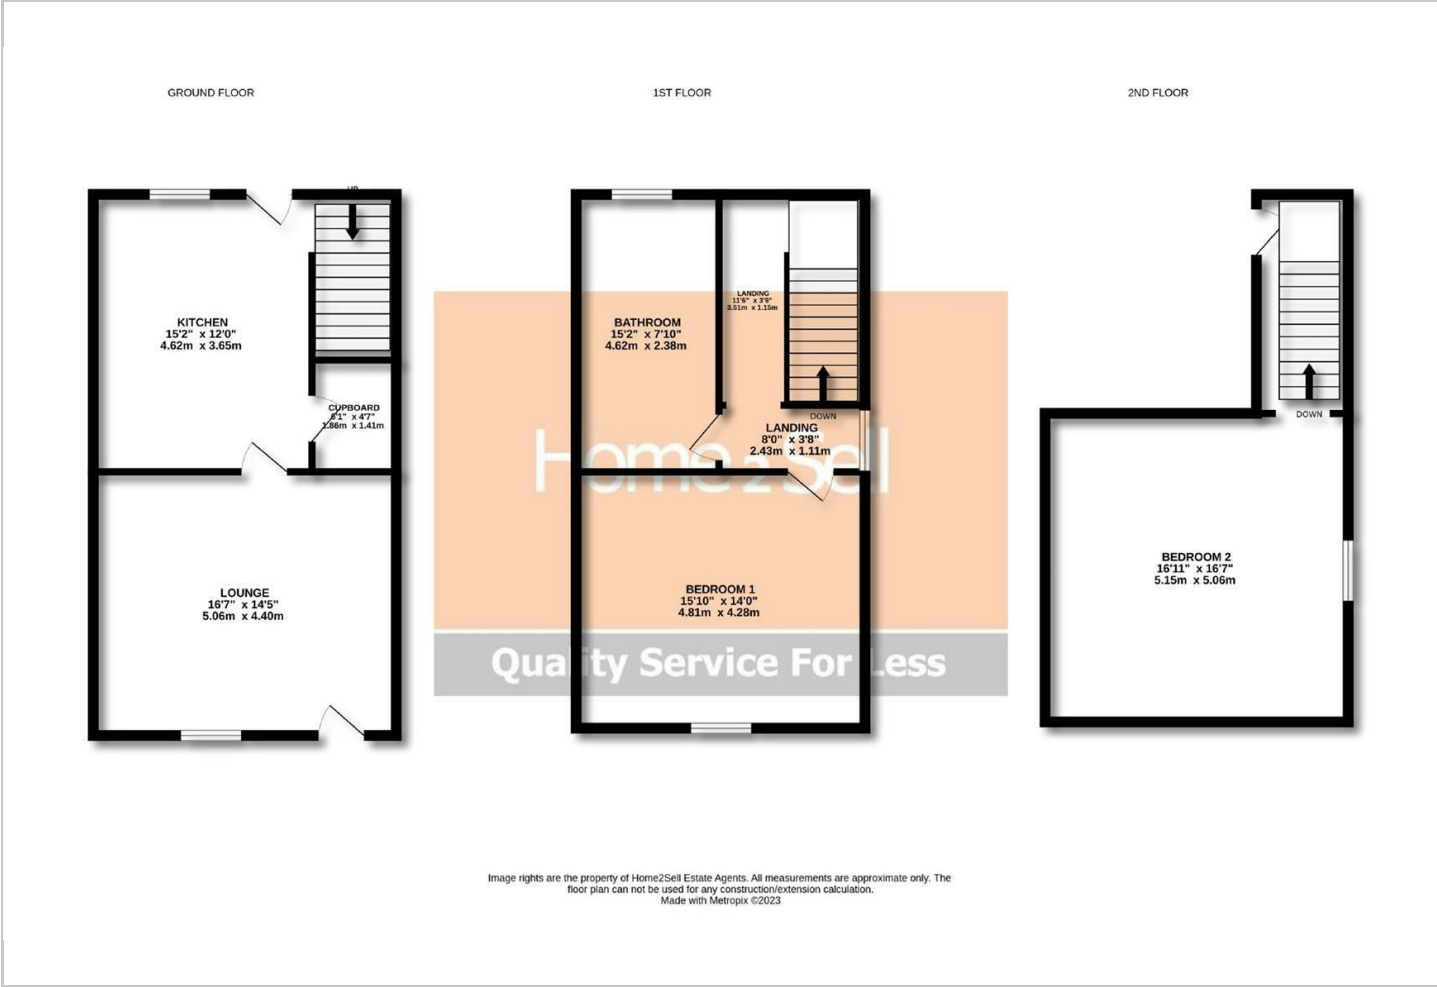 GROUND FLOOR
1ST FLOOR
2ND FLOOR
UP
KITCHEN
15'2" x 12'0"
4.62m x 3.65m
CUPBOARD
6'1" x 4'7"
1.86m x 1.41m
LOUNGE
16'7" x 14'5"
5.06m x 4.40m
BATHROOM
15'2" x 7'10"
4.62m x 2.38m
LANDING
11'6" x 3'9"
3.51m x 1.15m
DOWN
LANDING
8'0" x 3'8"
2.43m x 1.11m
BEDROOM 1
15'10" x 14'0"
4.81m x 4.28m
DOWN
BEDROOM 2
16'11" x 16'7"
5.15m x 5.06m
Home2Sell
Quality Service For Less
Image rights are the property of Home2Sell Estate Agents. All measurements are approximate only. The
floor plan can not be used for any construction/extension calculation.
Made with Metropix ©2023